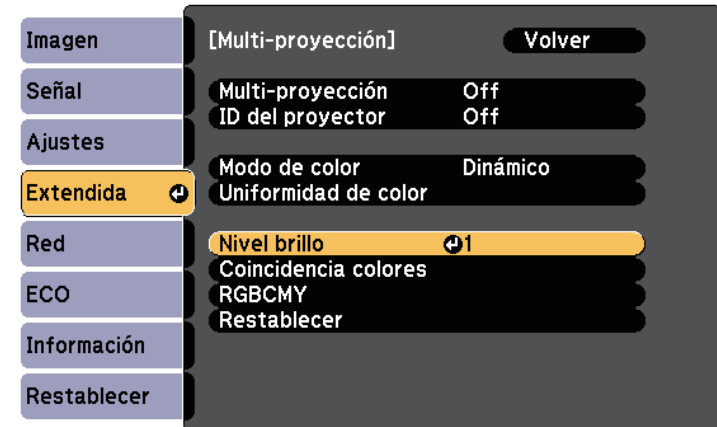 Imagen
Señal
Ajustes
Extendida
Red
ECO
Información
Restablecer
[Multi-proyección] Volver
Multi-proyección Off
ID del proyector Off
Modo de color Dinámico
Uniformidad de color
Nivel brillo 1
Coincidencia colores
RGBCMY
Restablecer